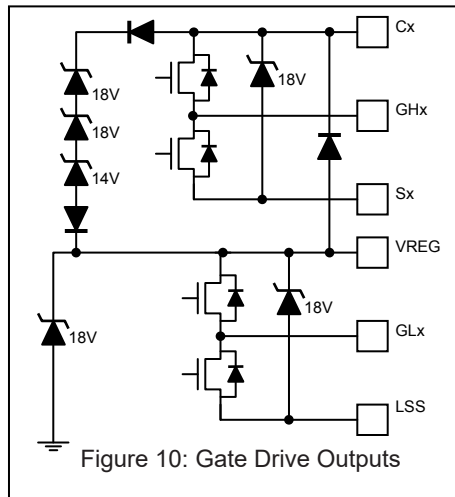 Cx
18V
18V
18V
GHx
14V
Sx
VREG
18V
18V
GLx
LSS
Figure 10: Gate Drive Outputs